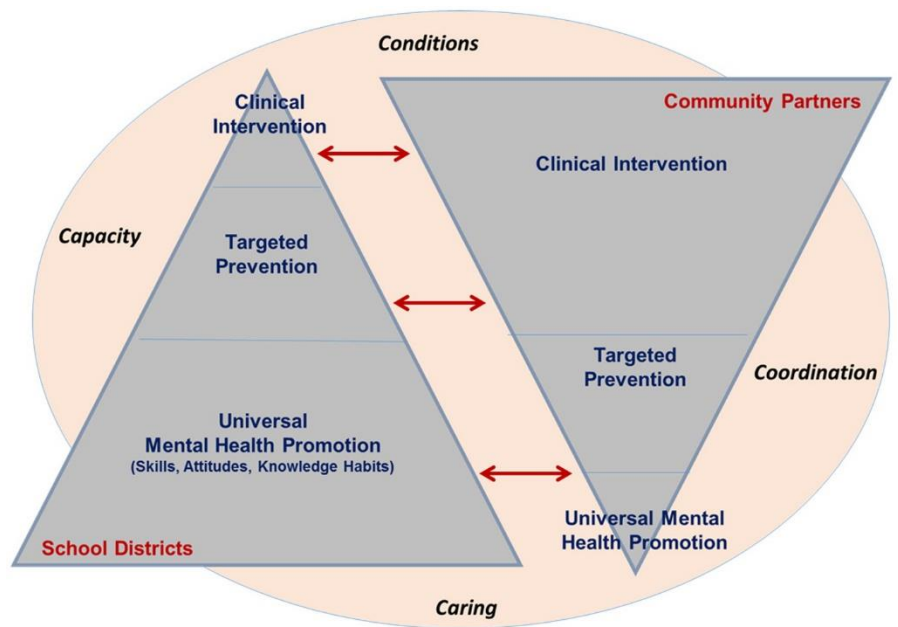 Conditions
Clinical
Intervention
Community Partners
Clinical Intervention
Capacity
Targeted
Prevention
Targeted
Prevention
Coordination
Universal
Mental Health Promotion
(Skills, Attitudes, Knowledge Habits)
Universal Mental
Health Promotion
School Districts
Caring